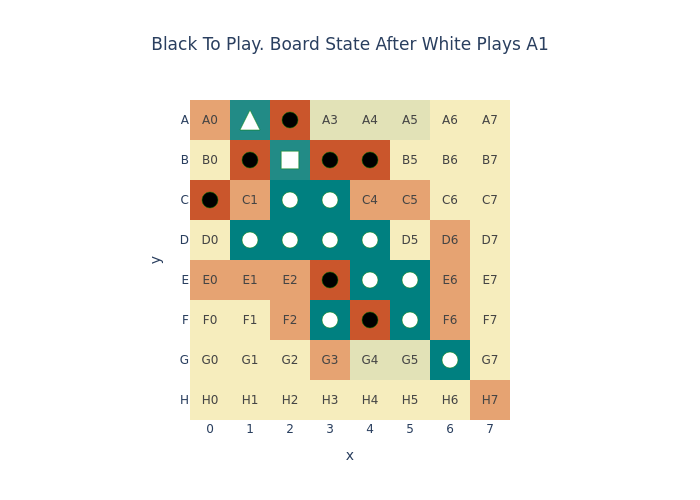 Black To Play. Board State After White Plays A1
A A0 A3 A4 A5 A6 A7
B B0 B5 B6 B7
C C1 C4 C5 C6 C7
D D0 D5 D6 D7
E E0 E1 E2 E6 E7
F F0 F1 F2 F6 F7
G G0 G1 G2 G3 G4 G5 G7
H H0 H1 H2 H3 H4 H5 H6 H7
0 1 2 3 4 5 6 7
x
y